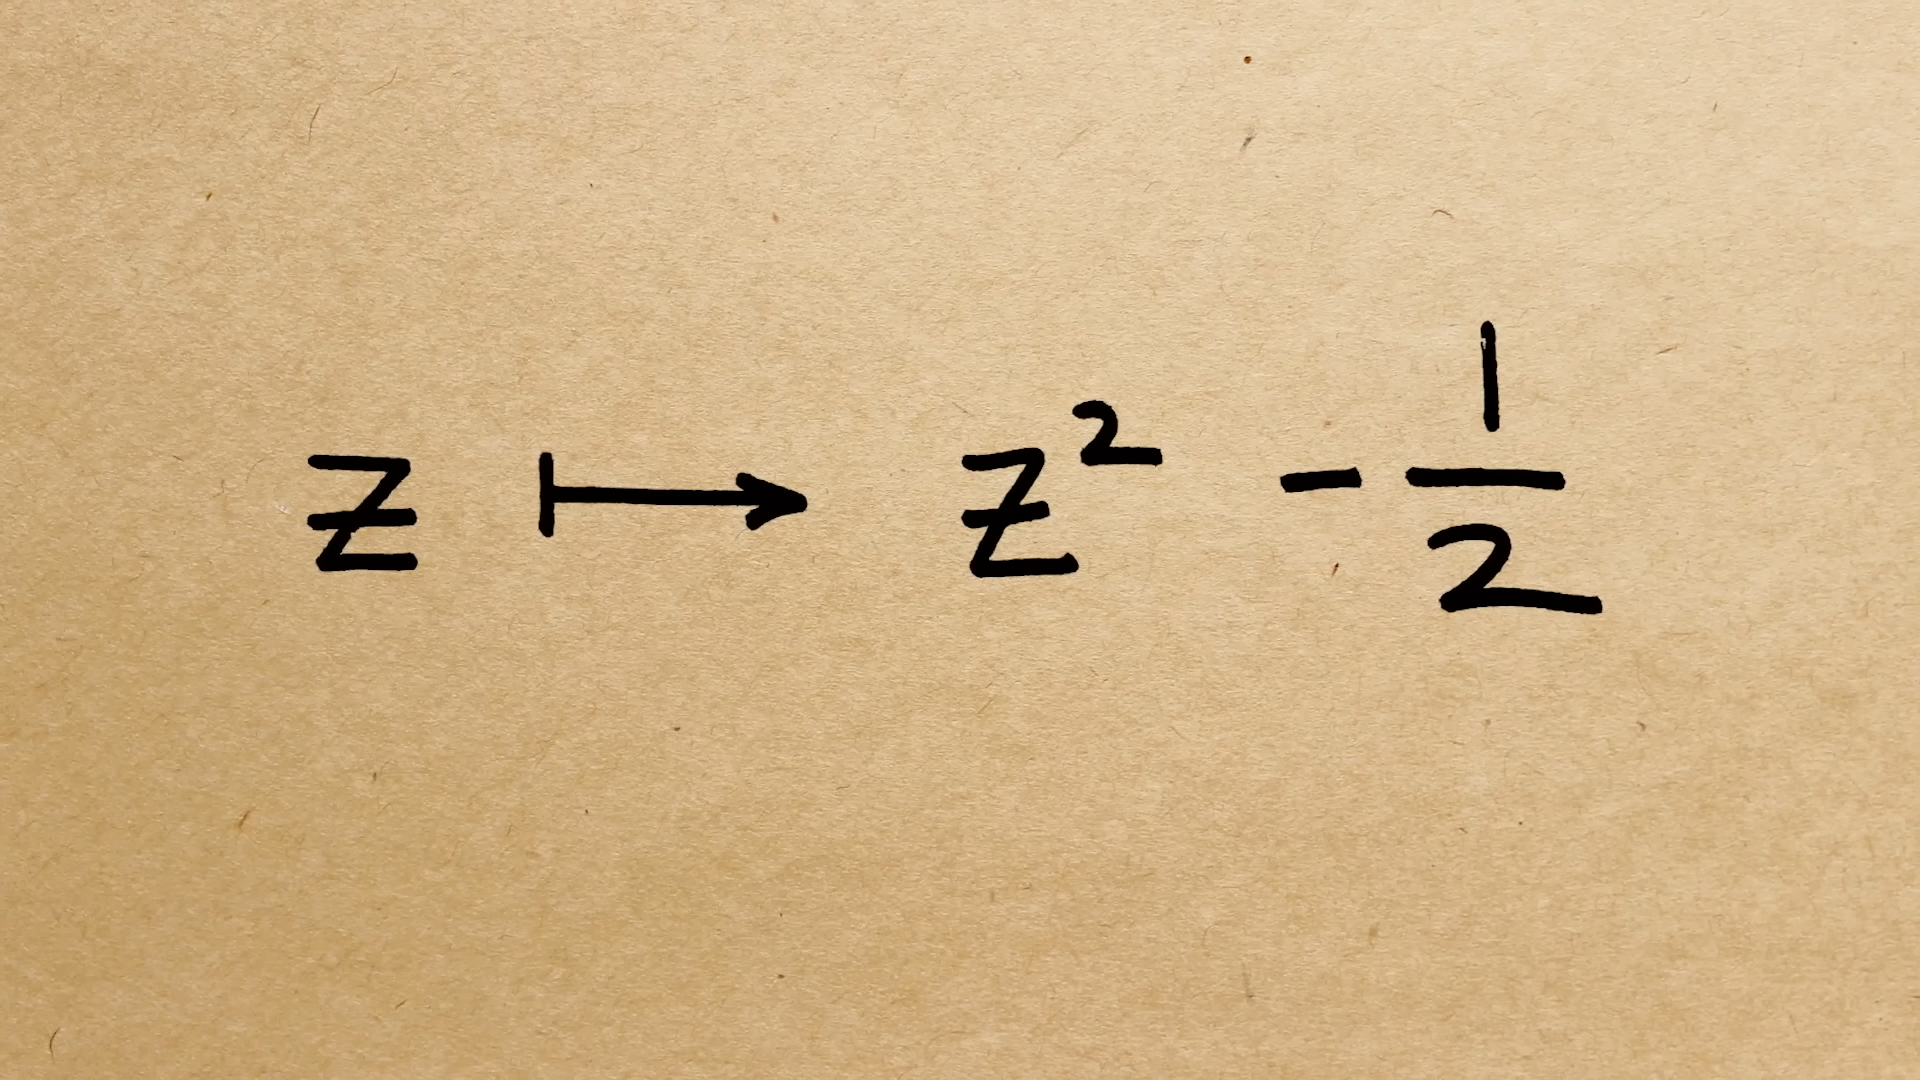 z ↦ z² - 1/2